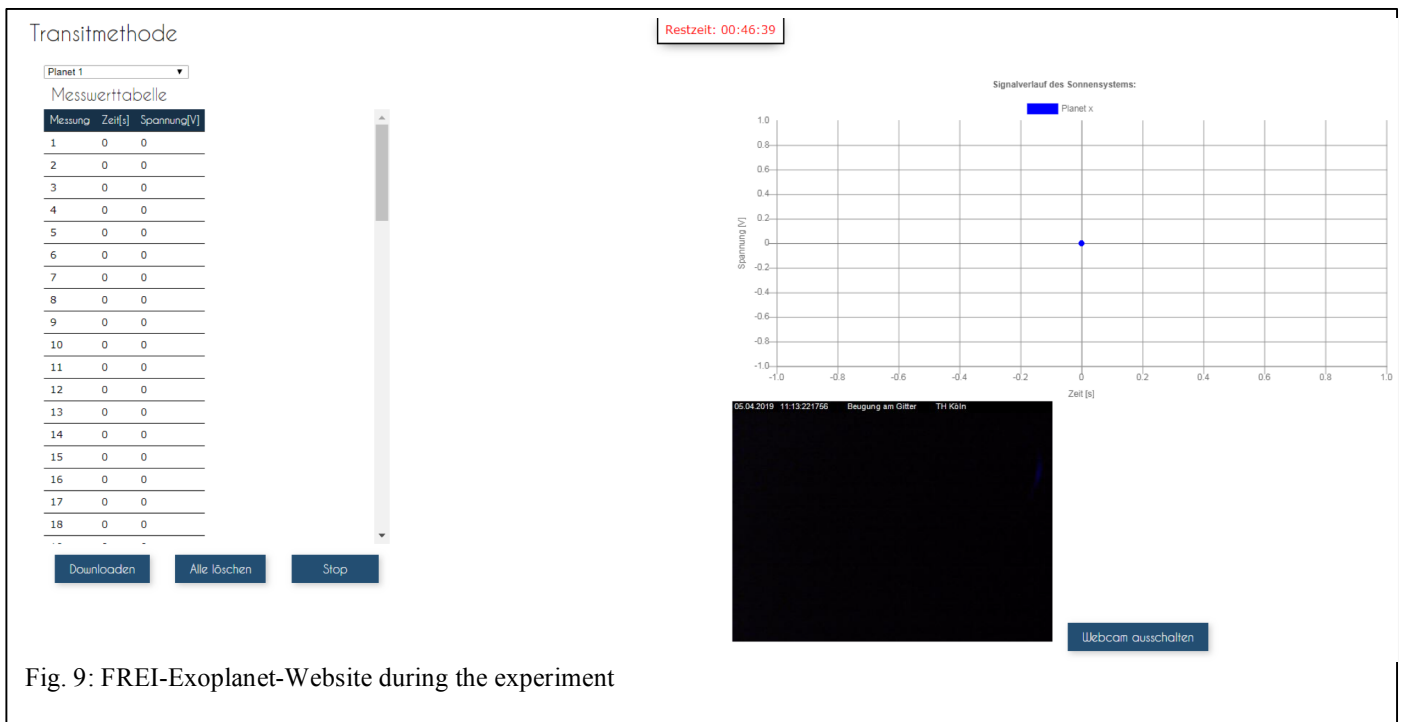 Transitmethode
Restzeit: 00:46:39
Planet 1
Messwerttabelle
Messung Zeit[s] Spannung[V]
1 0 0
2 0 0
3 0 0
4 0 0
5 0 0
6 0 0
7 0 0
8 0 0
9 0 0
10 0 0
11 0 0
12 0 0
13 0 0
14 0 0
15 0 0
16 0 0
17 0 0
18 0 0
Downloaden Alle löschen Stop
Signalverlauf des Sonnensystems:
Planet x
1.0
0.8
0.6
0.4
0.2
0
-0.2
-0.4
-0.6
-0.8
-1.0
Spannung [V]
-1.0 -0.8 -0.6 -0.4 -0.2 0 0.2 0.4 0.6 0.8 1.0
Zeit [s]
05.04.2019 11:13:221756 Beugung am Gitter TH Köln
Webcam ausschalten
Fig. 9: FREI-Exoplanet-Website during the experiment